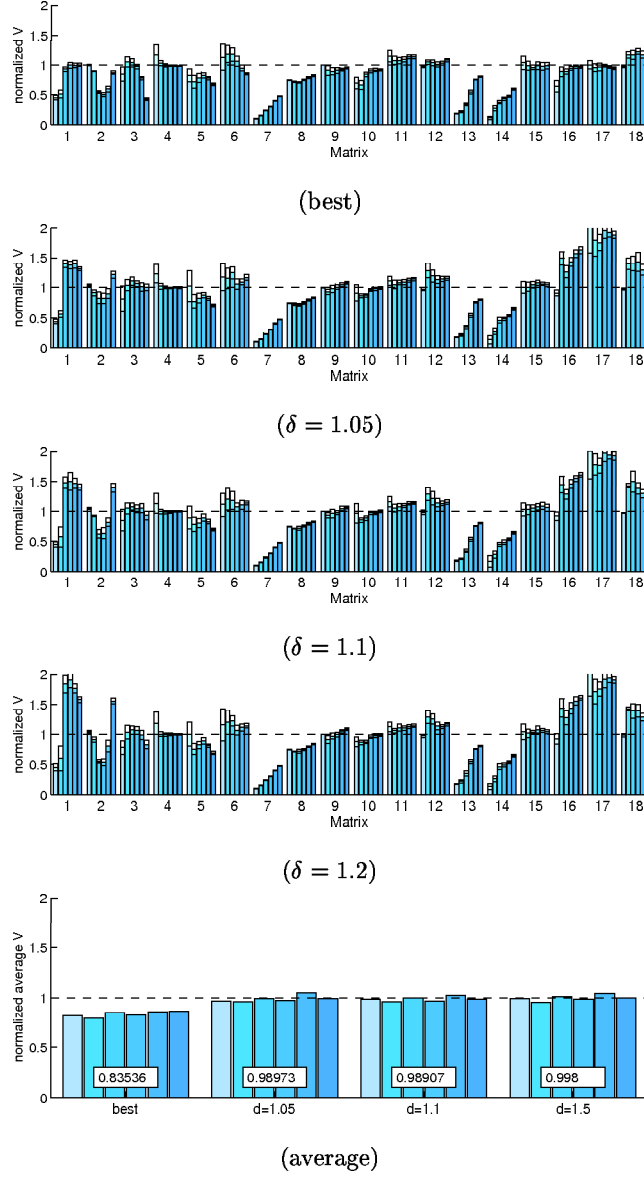 2
1.5
1
0.5
0
normalized V
1 2 3 4 5 6 7 8 9 10 11 12 13 14 15 16 17 18
Matrix
(best)
2
1.5
1
0.5
0
normalized V
1 2 3 4 5 6 7 8 9 10 11 12 13 14 15 16 17 18
Matrix
(δ = 1.05)
2
1.5
1
0.5
0
normalized V
1 2 3 4 5 6 7 8 9 10 11 12 13 14 15 16 17 18
Matrix
(δ = 1.1)
2
1.5
1
0.5
0
normalized V
1 2 3 4 5 6 7 8 9 10 11 12 13 14 15 16 17 18
Matrix
(δ = 1.2)
2
1.5
1
0.5
0
normalized average V
0.83536 0.98973 0.98907 0.998
best d=1.05 d=1.1 d=1.5
(average)